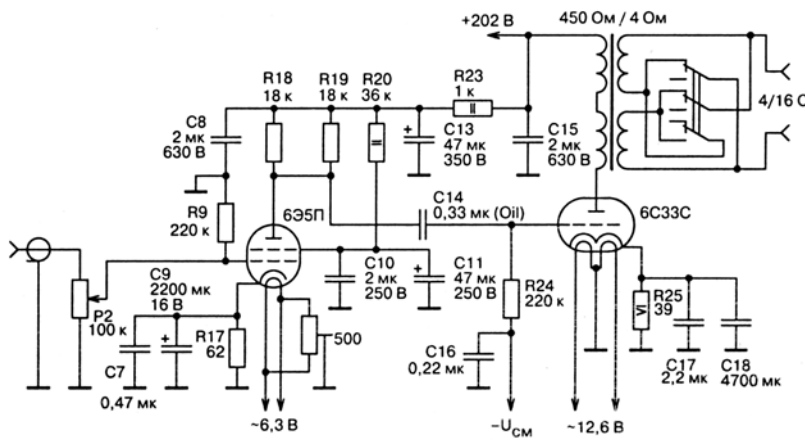 +202 В
450 Ом / 4 Ом
R18
18 к
R19
18 к
R20
36 к
R23
1 к
C8
2 мк
630 В
C13
47 мк
350 В
C15
2 мк
630 В
4/16 О
R9
220 к
6Э5П
C14
0,33 мк (Oil)
6С33С
C9
2200 мк
16 В
C10
2 мк
250 В
C11
47 мк
250 В
R24
220 к
R25
39
P2
100 к
R17
62
500
C7
0,47 мк
C16
0,22 мк
C17
2,2 мк
C18
4700 мк
~6,3 В
–Uсм
~12,6 В